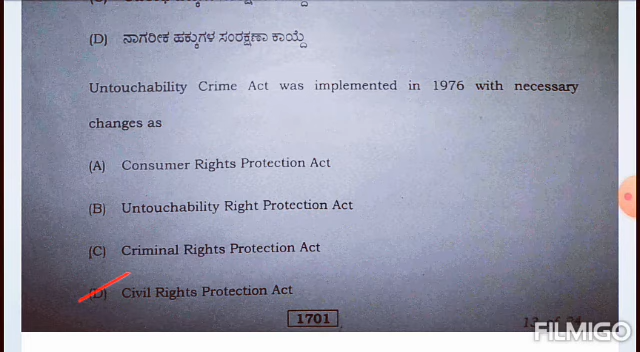 (D) ನಾಗರೀಕ ಹಕ್ಕುಗಳ ಸಂರಕ್ಷಣಾ ಕಾಯ್ದೆ
Untouchability Crime Act was implemented in 1976 with necessary
changes as
(A) Consumer Rights Protection Act
(B) Untouchability Right Protection Act
(C) Criminal Rights Protection Act
(D) Civil Rights Protection Act
1701
FILMIGO